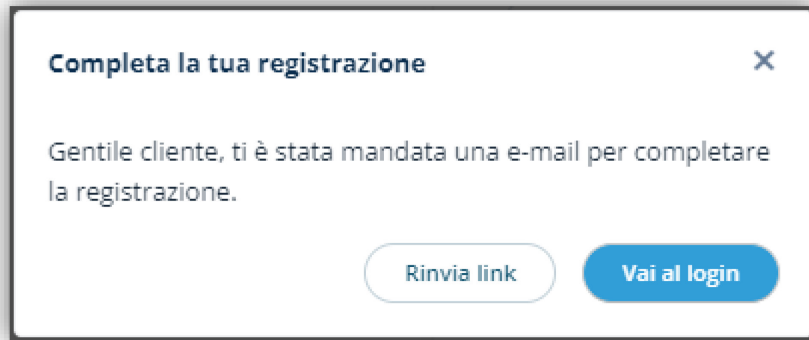 Completa la tua registrazione
Gentile cliente, ti è stata mandata una e-mail per completare
la registrazione.
Rinvia link
Vai al login